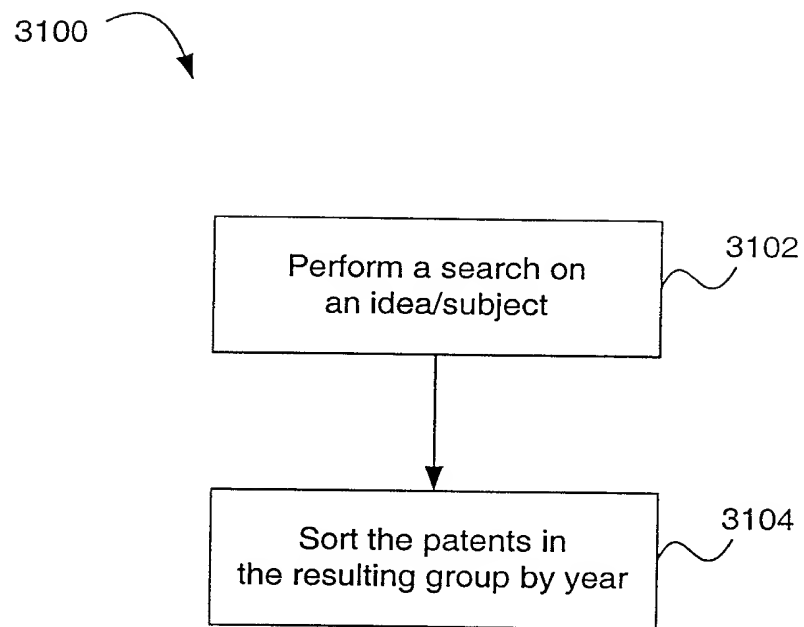 3100
Perform a search on
an idea/subject
3102
Sort the patents in
the resulting group by year
3104